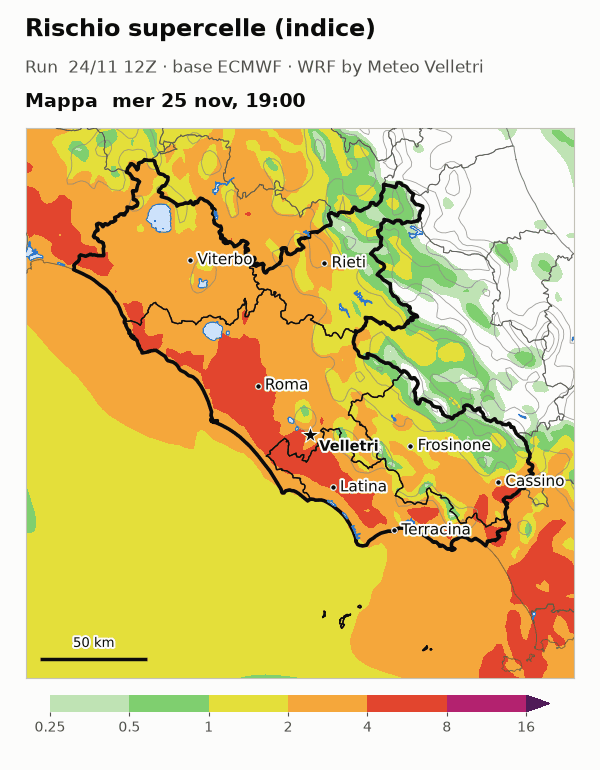 Rischio supercelle (indice)
Run  24/11 12Z · base ECMWF · WRF by Meteo Velletri
Mappa  mer 25 nov, 19:00
Viterbo
Rieti
Roma
Velletri
Frosinone
Cassino
Latina
Terracina
50 km
0.25 0.5 1 2 4 8 16